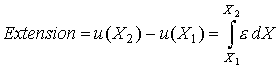 Extension = u(X₂) − u(X₁) = ∫_{X₁}^{X₂} ε dX